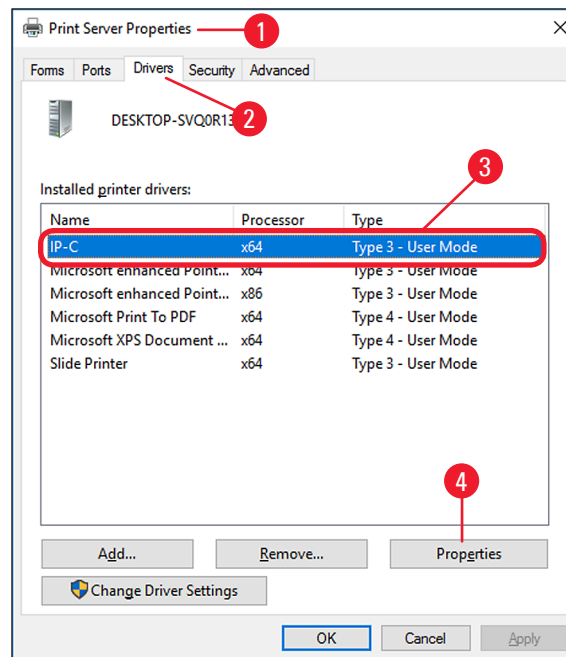 Print Server Properties
1
Forms Ports Drivers Security Advanced
2
DESKTOP-SVQ0R13
3
Installed printer drivers:
Name Processor Type
IP-C x64 Type 3 - User Mode
Microsoft enhanced Point... x64 Type 3 - User Mode
Microsoft enhanced Point... x86 Type 3 - User Mode
Microsoft Print To PDF x64 Type 4 - User Mode
Microsoft XPS Document ... x64 Type 4 - User Mode
Slide Printer x64 Type 3 - User Mode
4
Add... Remove... Properties
Change Driver Settings
OK Cancel Apply